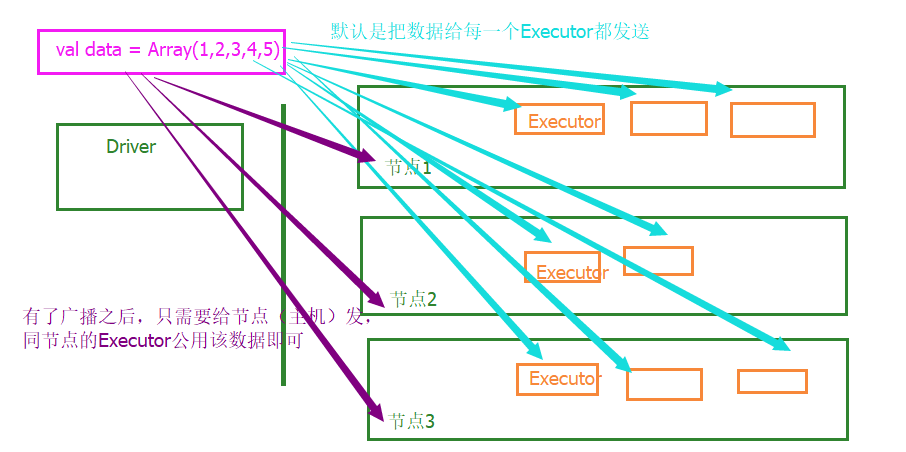 默认是把数据给每一个Executor都发送
val data = Array(1,2,3,4,5)
Driver
Executor
节点1
Executor
节点2
有了广播之后，只需要给节点（主机）发，
同节点的Executor公用该数据即可
Executor
节点3